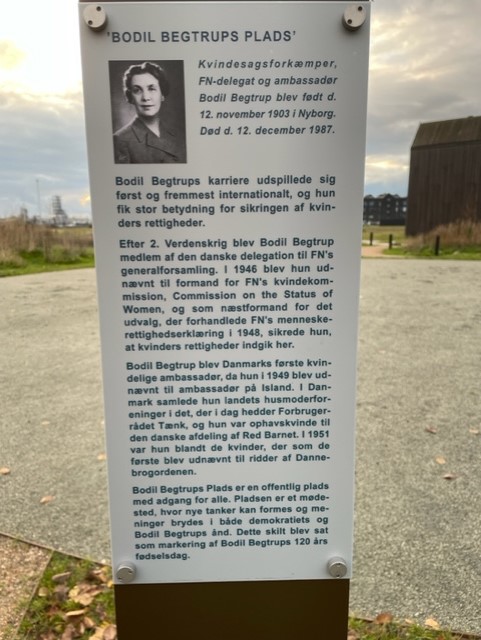 'BODIL BEGTRUPS PLADS'
Kvindesagsforkæmper,
FN-delegat og ambassadør
Bodil Begtrup blev født d.
12. november 1903 i Nyborg.
Død d. 12. december 1987.
Bodil Begtrups karriere udspillede sig
først og fremmest internationalt, og hun
fik stor betydning for sikringen af kvin-
ders rettigheder.
Efter 2. Verdenskrig blev Bodil Begtrup
medlem af den danske delegation til FN's
generalforsamling. I 1946 blev hun ud-
nævnt til formand for FN's kvindekom-
mission, Commission on the Status of
Women, og som næstformand for det
udvalg, der forhandlede FN's menneske-
rettighedserklæring i 1948, sikrede hun,
at kvinders rettigheder indgik her.
Bodil Begtrup blev Danmarks første kvin-
delige ambassadør, da hun i 1949 blev ud-
nævnt til ambassadør på Island. I Dan-
mark samlede hun landets husmoderfor-
eninger i det, der i dag hedder Forbruger-
rådet Tænk, og hun var ophavskvinde til
den danske afdeling af Red Barnet. I 1951
var hun blandt de kvinder, der som de
første blev udnævnt til ridder af Danne-
brogordenen.
Bodil Begtrups Plads er en offentlig plads
med adgang for alle. Pladsen er et møde-
sted, hvor nye tanker kan formes og me-
ninger brydes i både demokratiets og
Bodil Begtrups ånd. Dette skilt blev sat
som markering af Bodil Begtrups 120 års
fødselsdag.